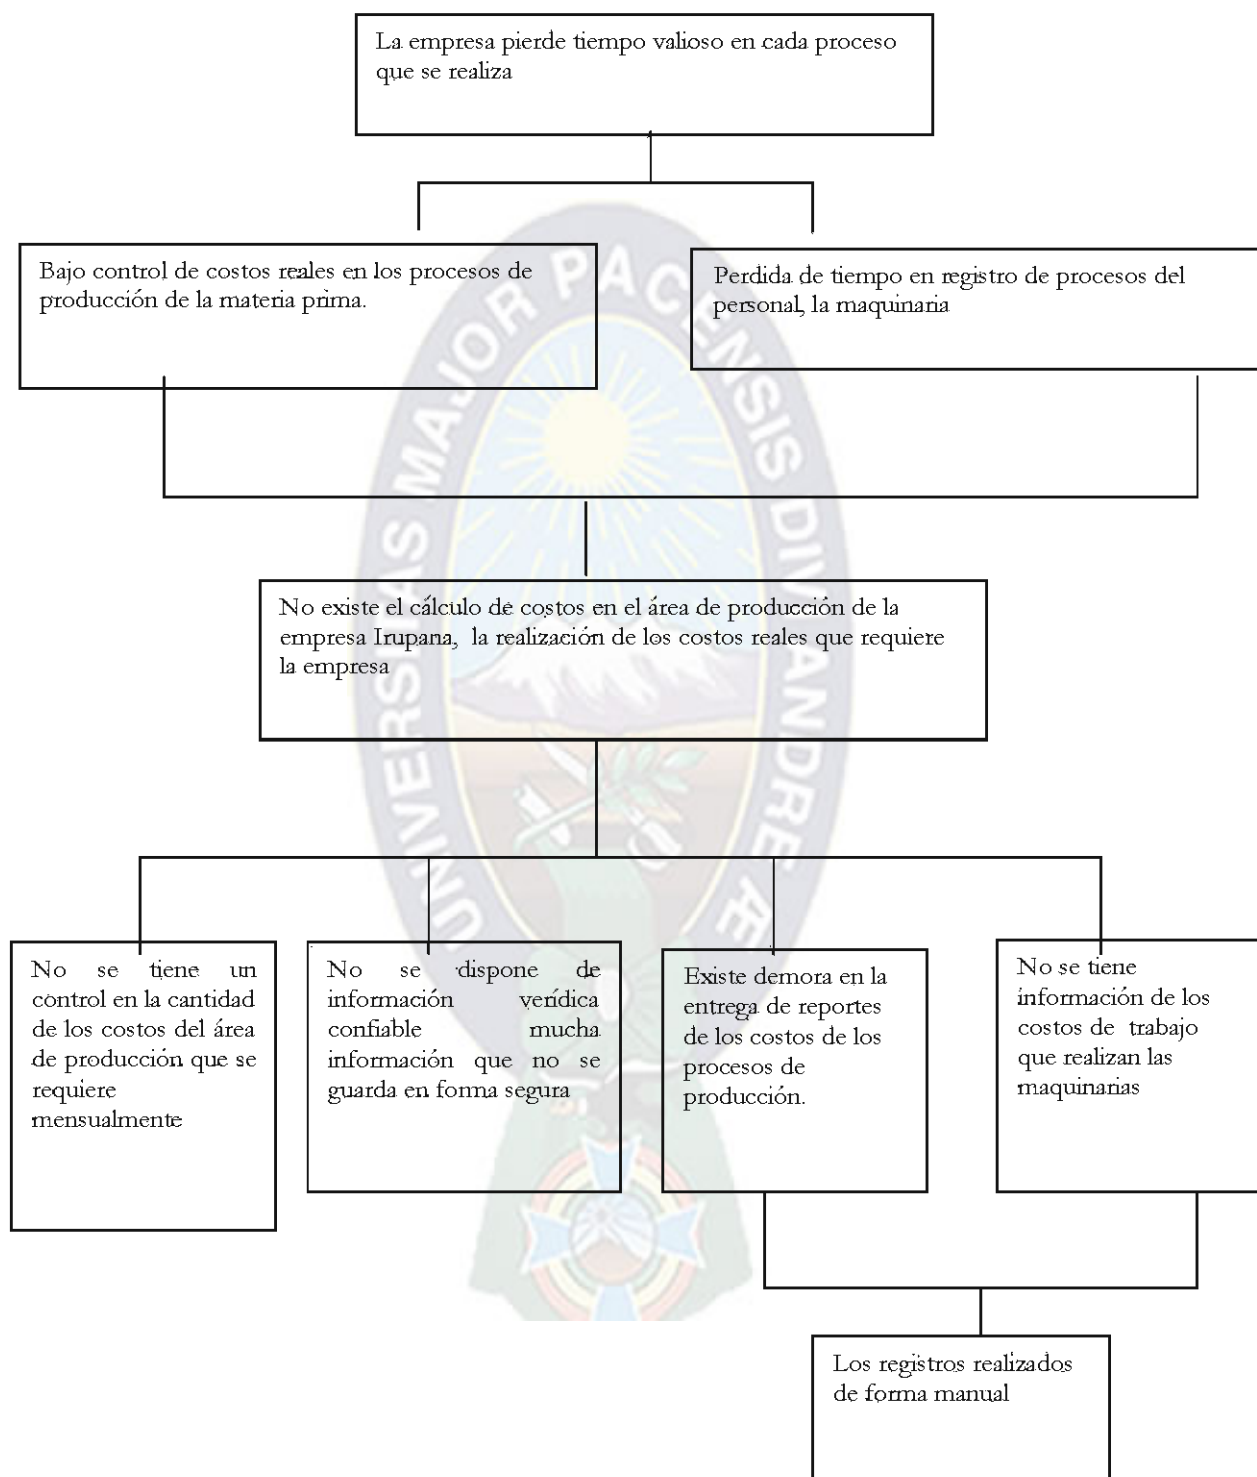 La empresa pierde tiempo valioso en cada proceso
que se realiza
Bajo control de costos reales en los procesos de
producción de la materia prima.
Perdida de tiempo en registro de procesos del
personal, la maquinaria
UNIVERSIAS MAJOR PACENSIS DIVI ANDRE Æ
No existe el cálculo de costos en el área de producción de la
empresa Irupana, la realización de los costos reales que requiere
la empresa
No se tiene un
control en la cantidad
de los costos del área
de producción que se
requiere
mensualmente
No se dispone de
información verídica
confiable mucha
información que no se
guarda en forma segura
Existe demora en la
entrega de reportes
de los costos de los
procesos de
producción.
No se tiene
información de los
costos de trabajo
que realizan las
maquinarias
Los registros realizados
de forma manual